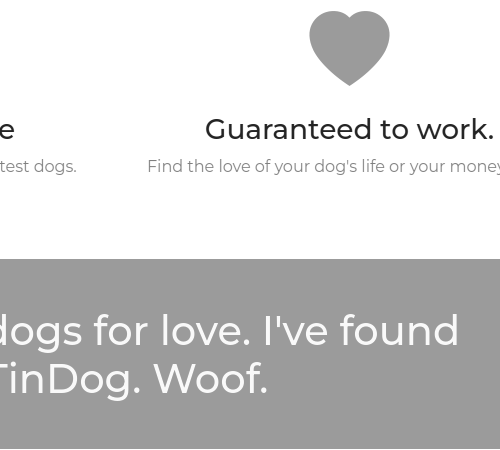 e
Guaranteed to work.
test dogs.
Find the love of your dog's life or your money
dogs for love. I've found
TinDog. Woof.